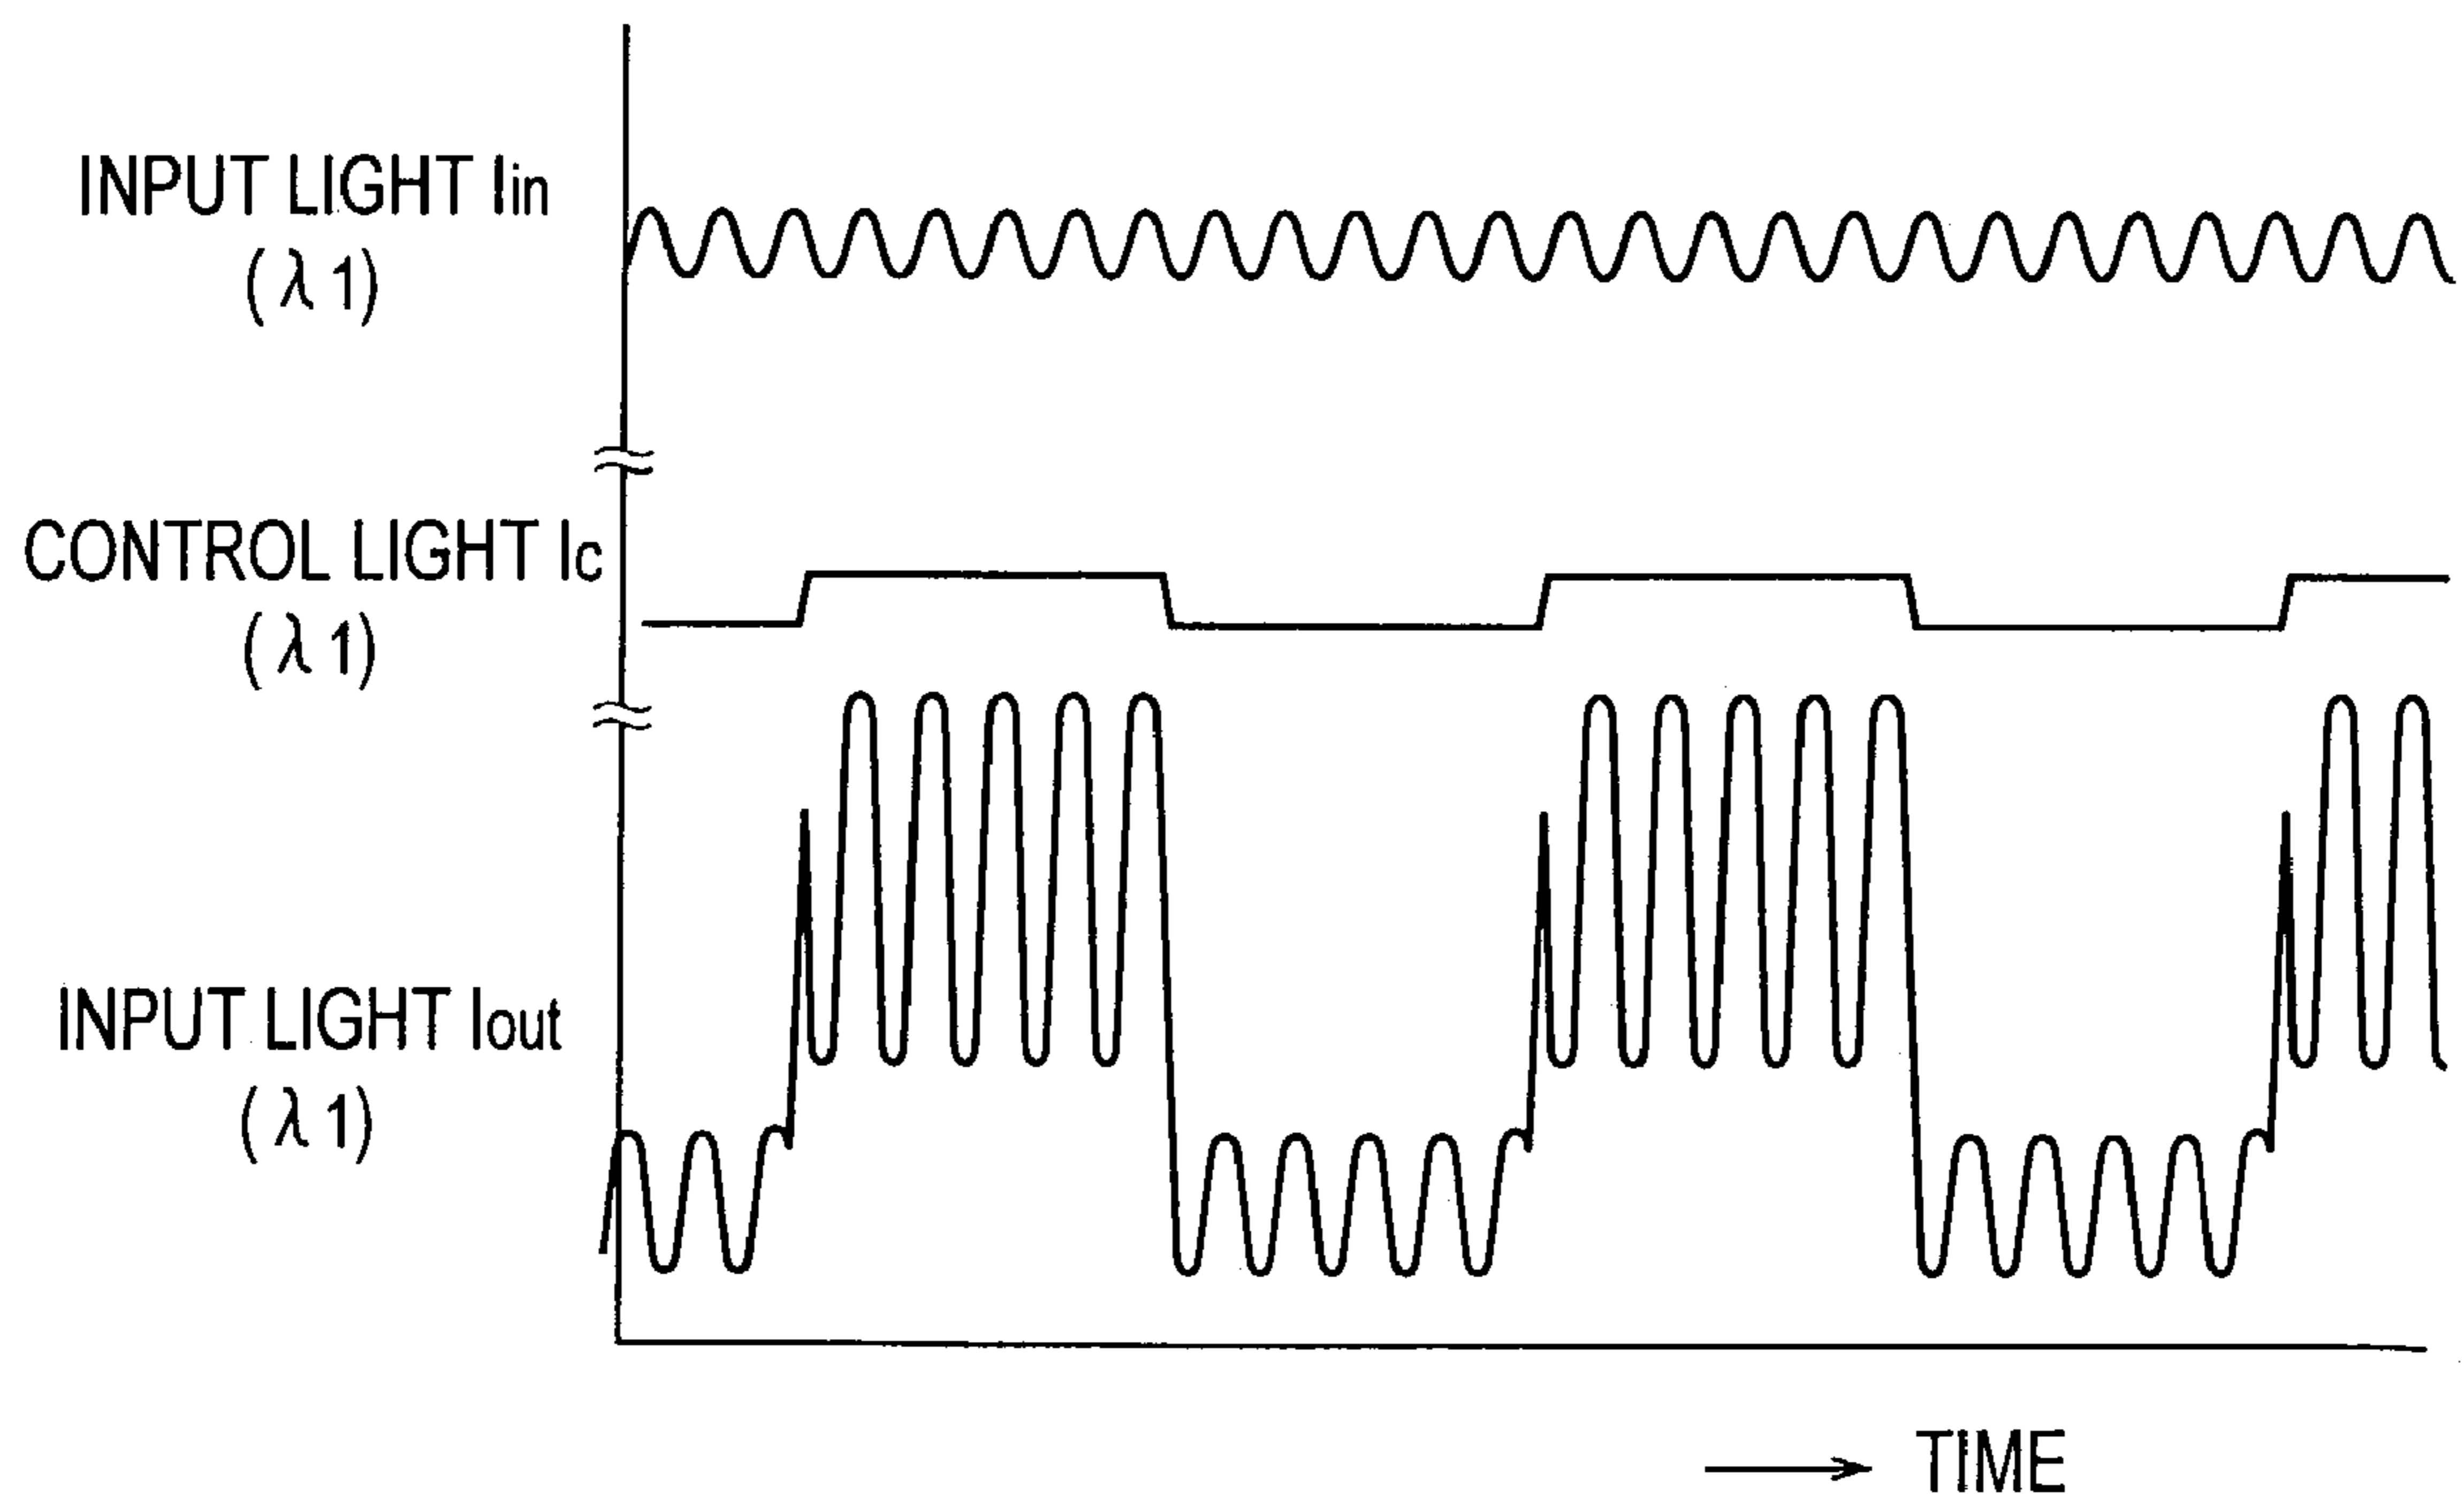 INPUT LIGHT Iin
(λ1)
CONTROL LIGHT Ic
(λ1)
INPUT LIGHT Iout
(λ1)
TIME